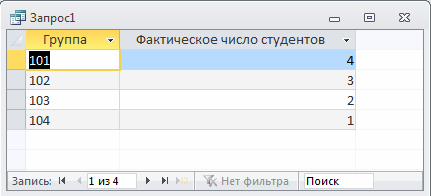 Запрос1
Группа Фактическое число студентов
101 4
102 3
103 2
104 1
Запись: 1 из 4 Нет фильтра Поиск